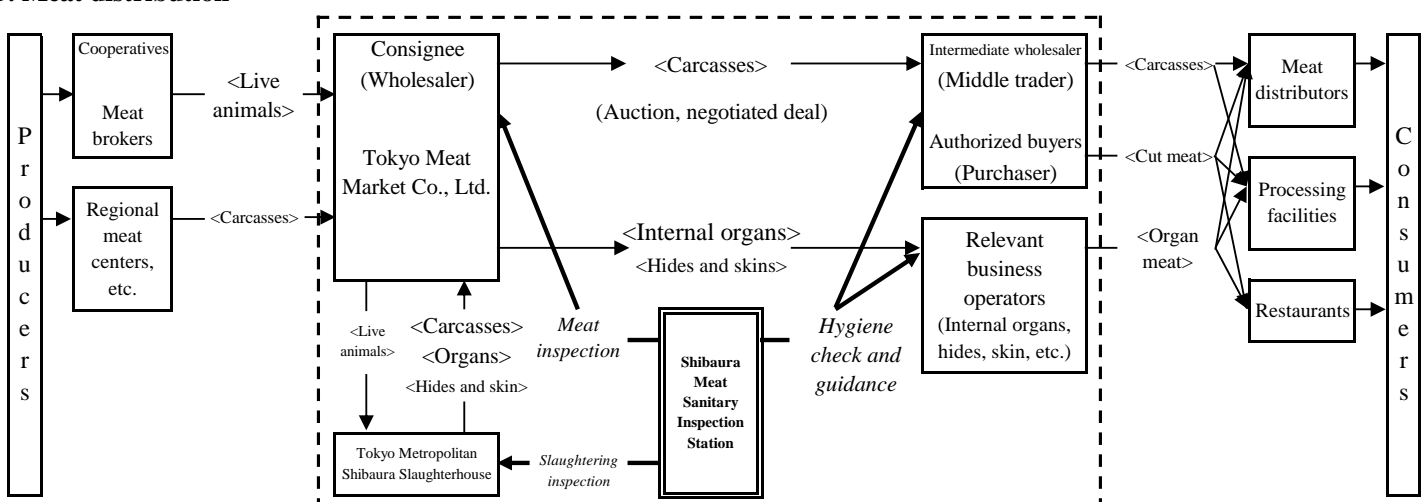 Meat distribution
Producers
Cooperatives
Meat
brokers
Regional
meat
centers,
etc.
<Live
animals>
<Carcasses>
Consignee
(Wholesaler)
Tokyo Meat
Market Co., Ltd.
<Live
animals>
<Carcasses>
<Organs>
<Hides and skin>
Tokyo Metropolitan
Shibaura Slaughterhouse
<Carcasses>
(Auction, negotiated deal)
<Internal organs>
<Hides and skins>
Meat
inspection
Slaughtering
inspection
Shibaura
Meat
Sanitary
Inspection
Station
Hygiene
check and
guidance
Intermediate wholesaler
(Middle trader)
Authorized buyers
(Purchaser)
Relevant
business
operators
(Internal organs,
hides, skin, etc.)
<Carcasses>
<Cut meat>
<Organ
meat>
Meat
distributors
Processing
facilities
Restaurants
Consumers